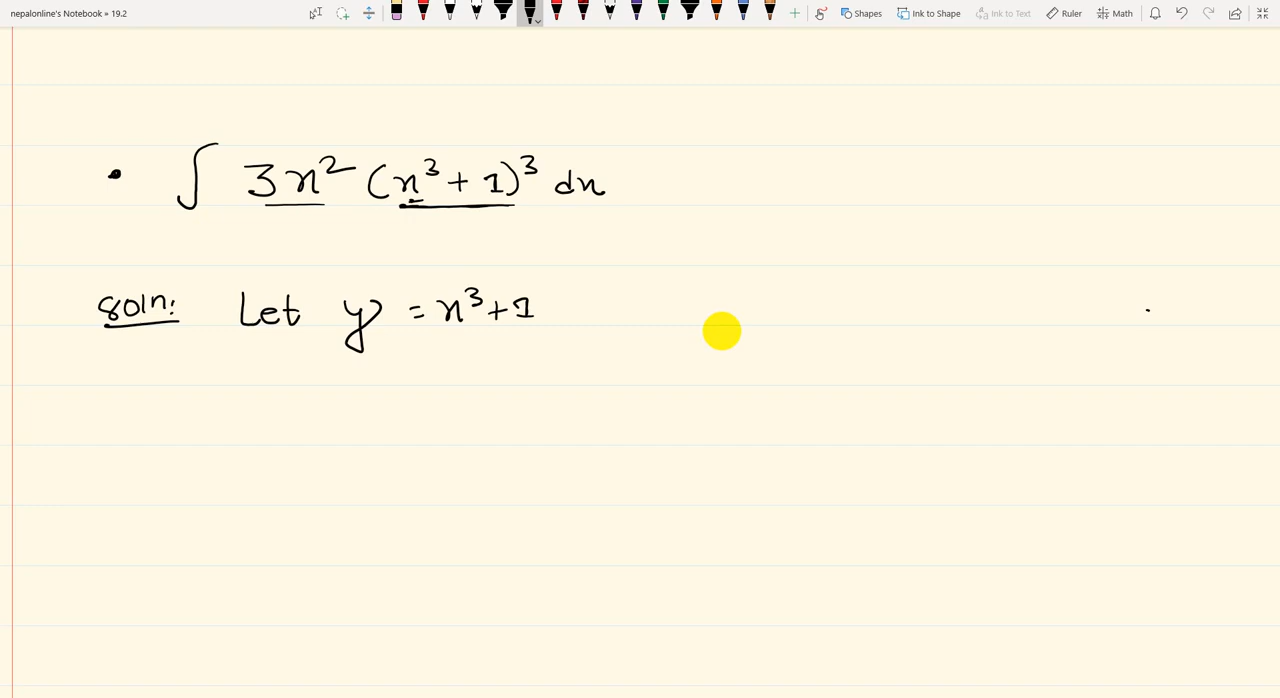 nepalonline's Notebook » 19.2
Shapes Ink to Shape Ink to Text Ruler Math
• ∫ 3x² (x³ + 1)³ dx
soln: Let y = x³ + 1